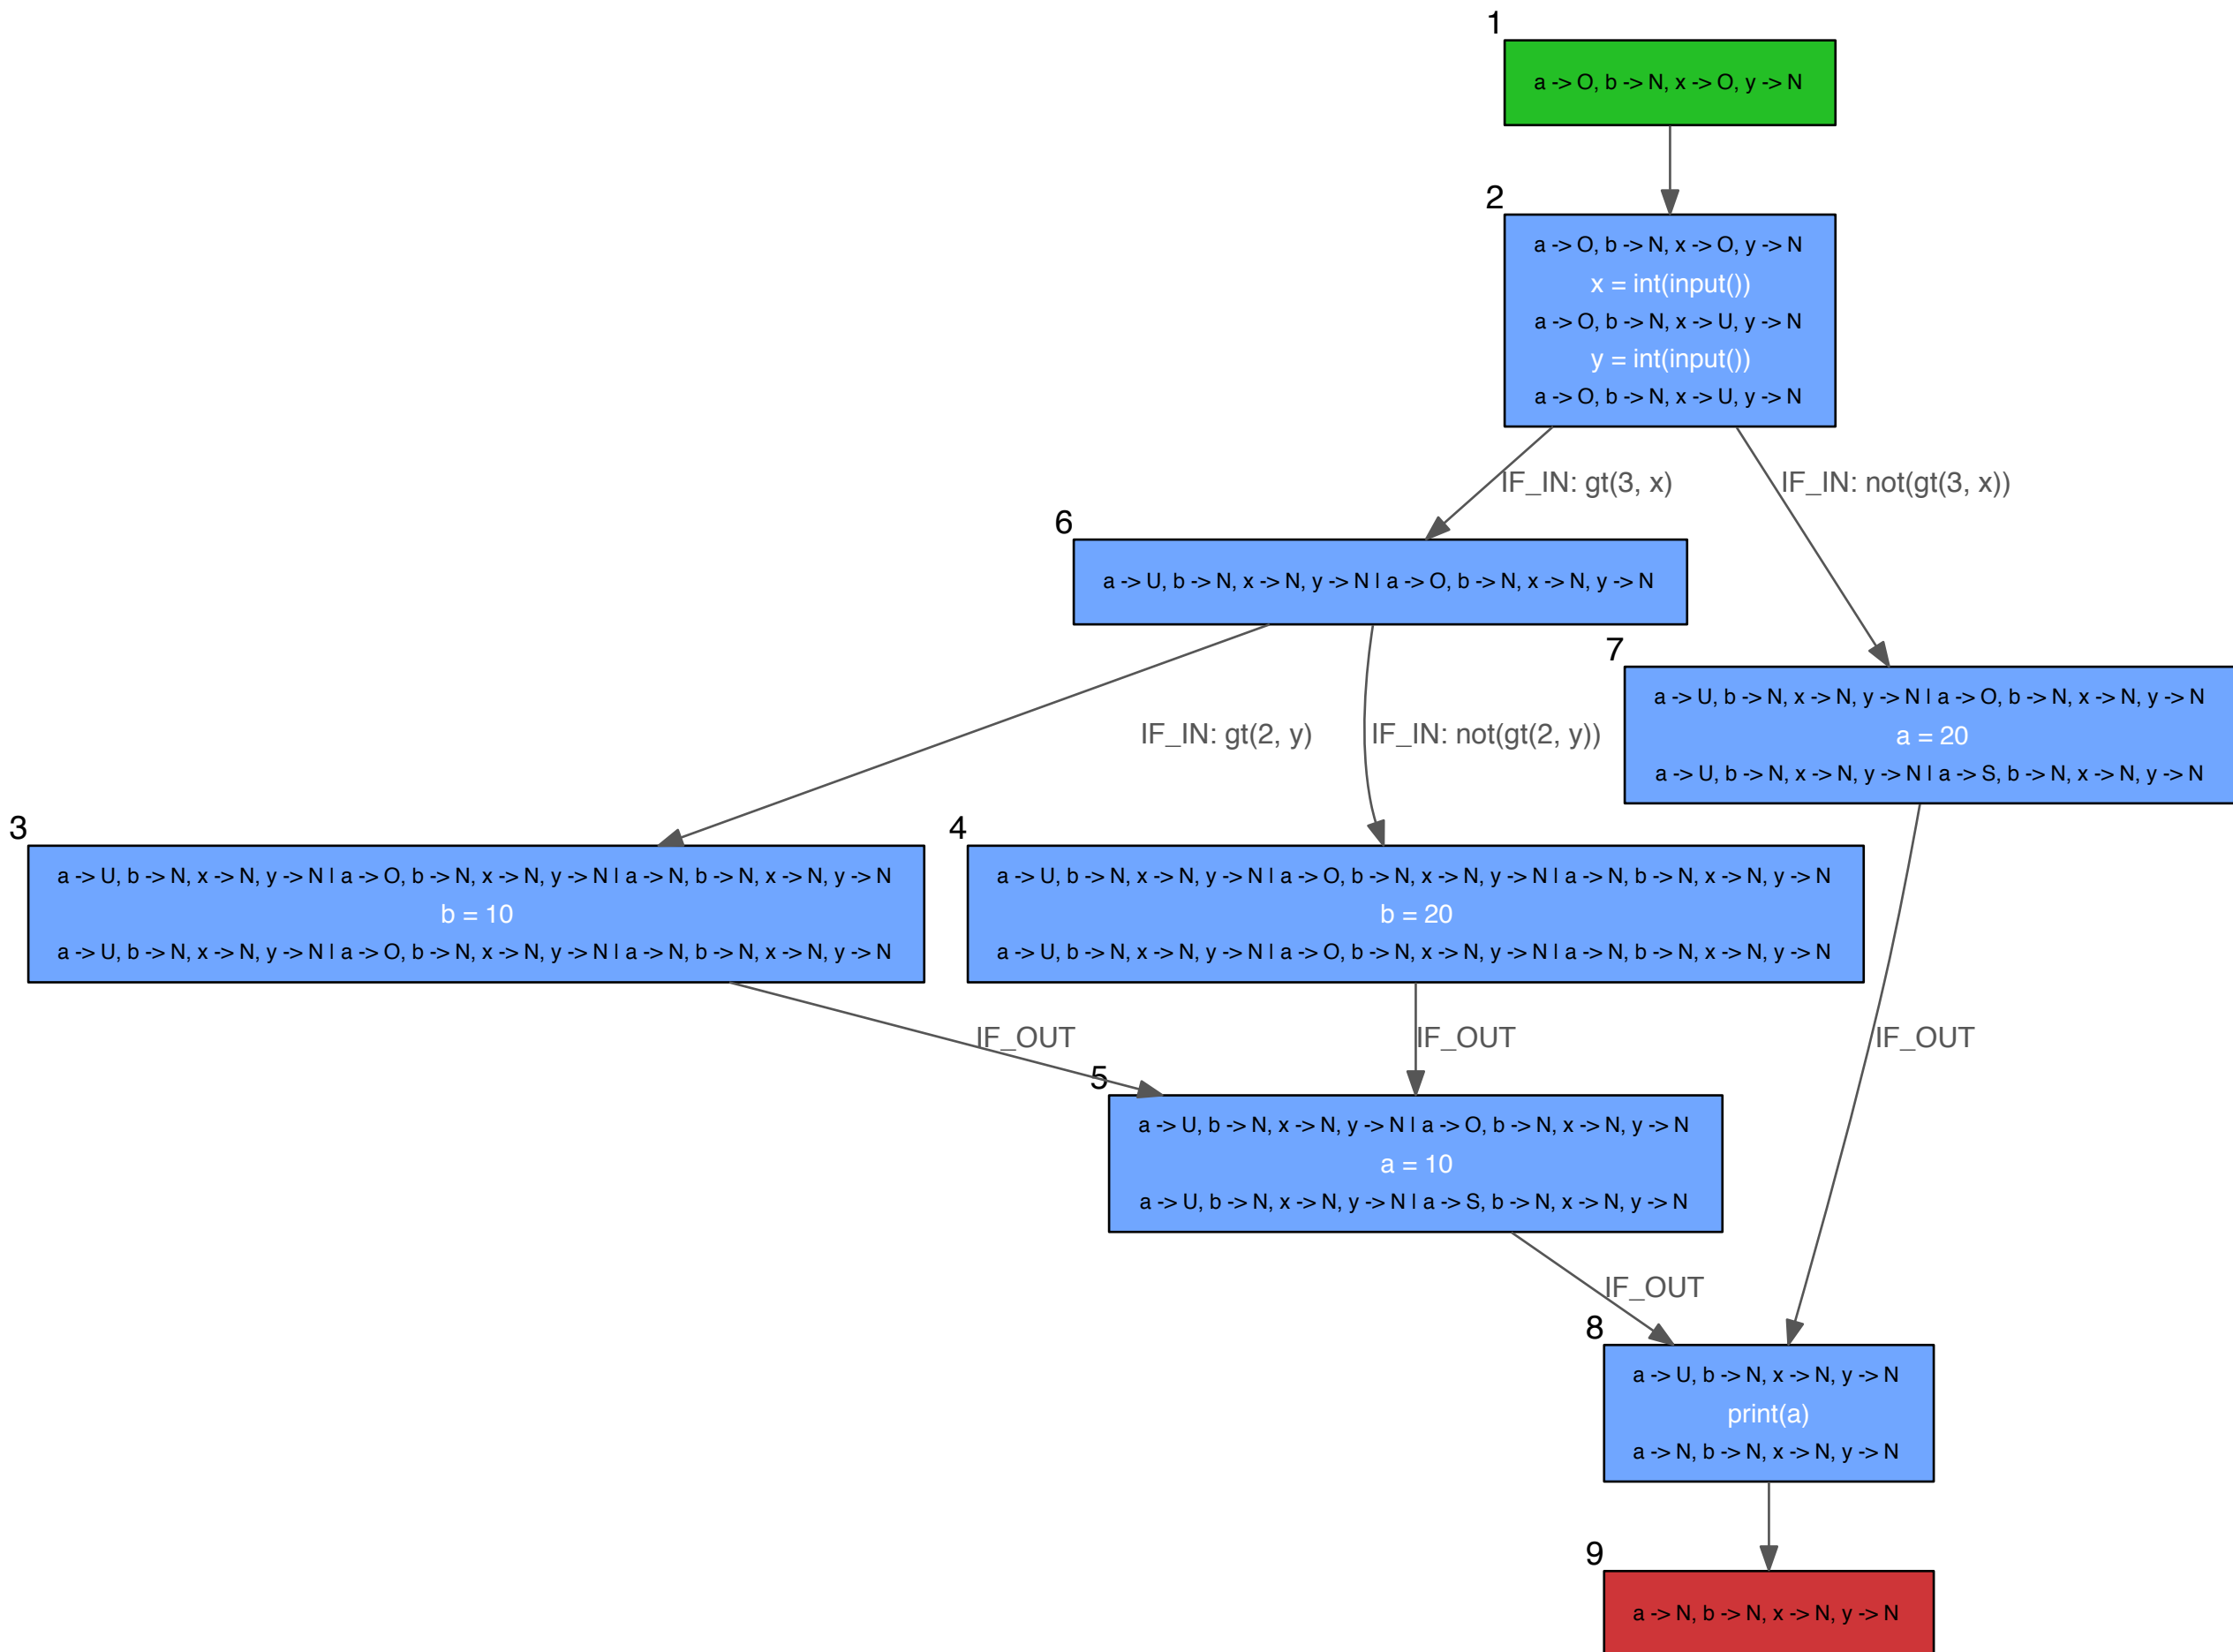 1
a -> O, b -> N, x -> O, y -> N
2
a -> O, b -> N, x -> O, y -> N
x = int(input())
a -> O, b -> N, x -> U, y -> N
y = int(input())
a -> O, b -> N, x -> U, y -> N
IF_IN: gt(3, x)
IF_IN: not(gt(3, x))
6
a -> U, b -> N, x -> N, y -> N | a -> O, b -> N, x -> N, y -> N
7
a -> U, b -> N, x -> N, y -> N | a -> O, b -> N, x -> N, y -> N
a = 20
a -> U, b -> N, x -> N, y -> N | a -> S, b -> N, x -> N, y -> N
IF_IN: gt(2, y)
IF_IN: not(gt(2, y))
3
a -> U, b -> N, x -> N, y -> N | a -> O, b -> N, x -> N, y -> N | a -> N, b -> N, x -> N, y -> N
b = 10
a -> U, b -> N, x -> N, y -> N | a -> O, b -> N, x -> N, y -> N | a -> N, b -> N, x -> N, y -> N
4
a -> U, b -> N, x -> N, y -> N | a -> O, b -> N, x -> N, y -> N | a -> N, b -> N, x -> N, y -> N
b = 20
a -> U, b -> N, x -> N, y -> N | a -> O, b -> N, x -> N, y -> N | a -> N, b -> N, x -> N, y -> N
IF_OUT
IF_OUT
IF_OUT
5
a -> U, b -> N, x -> N, y -> N | a -> O, b -> N, x -> N, y -> N
a = 10
a -> U, b -> N, x -> N, y -> N | a -> S, b -> N, x -> N, y -> N
IF_OUT
8
a -> U, b -> N, x -> N, y -> N
print(a)
a -> N, b -> N, x -> N, y -> N
9
a -> N, b -> N, x -> N, y -> N